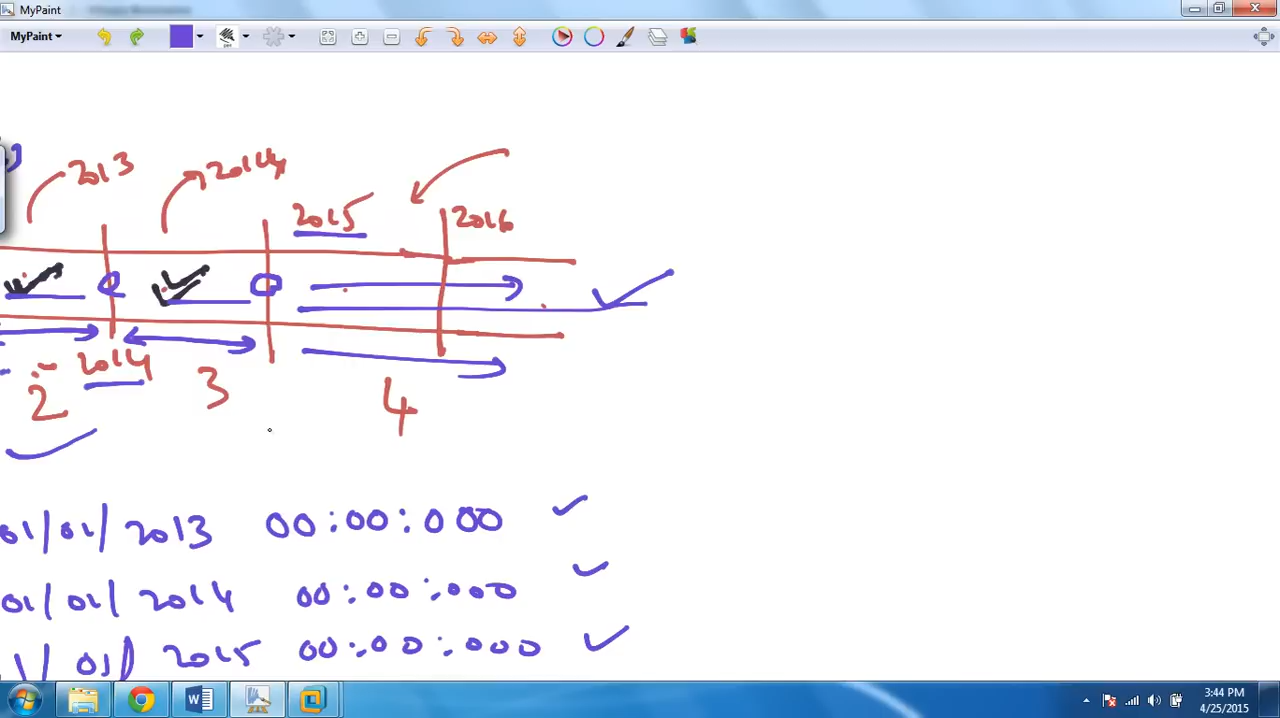 MyPaint
MyPaint
2013 2014
2015 2016
2014
2 3 4
01/01/2013 00:00:000
01/01/2014 00:00:000
1/01/2015 00:00:000
3:44 PM
4/25/2015